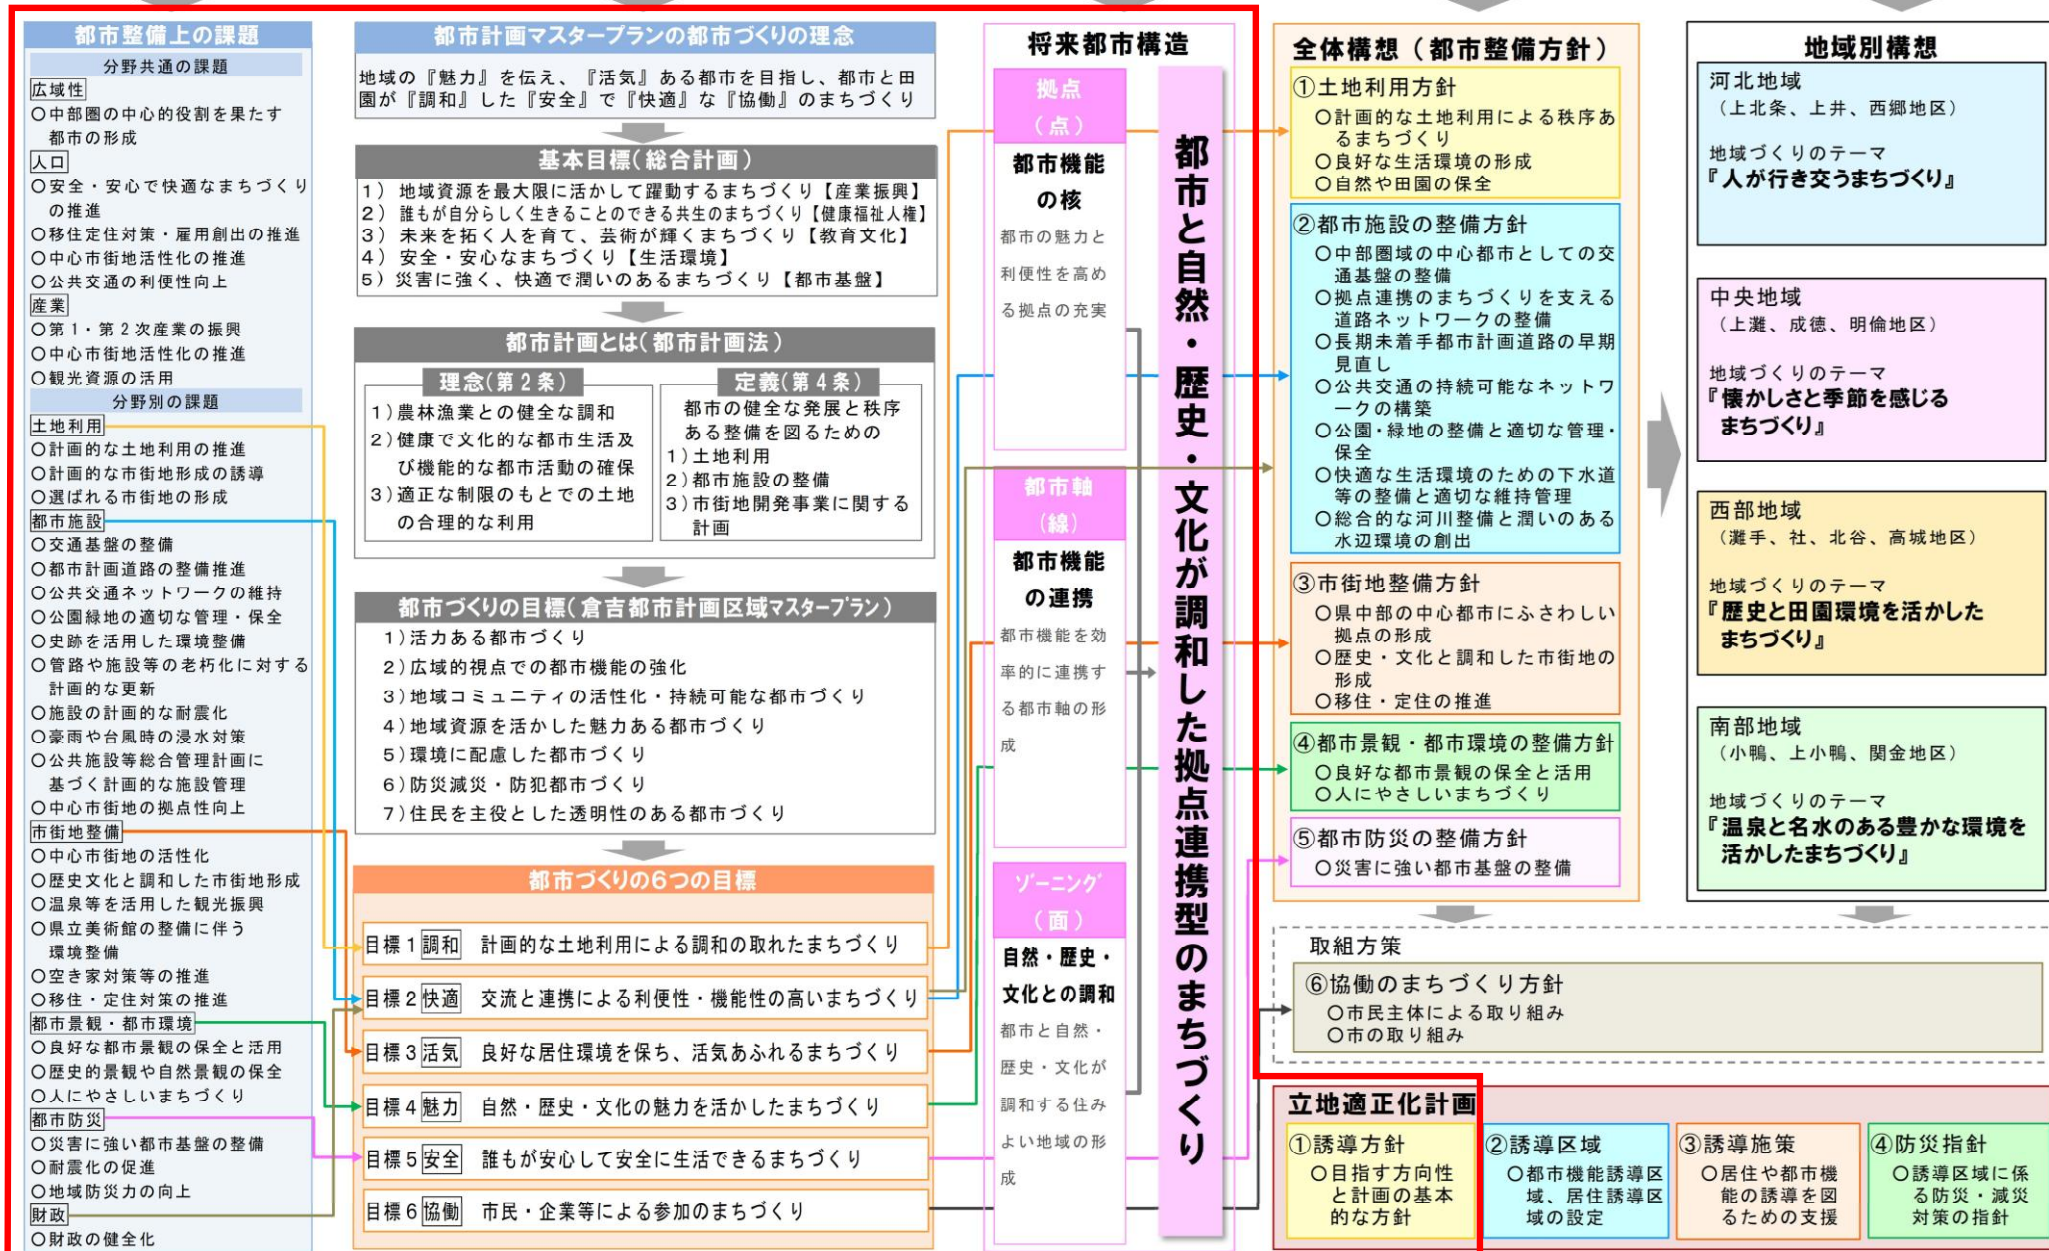 都市整備上の課題
分野共通の課題
広域性
〇中部圏の中心的役割を果たす
都市の形成
人口
〇安全・安心で快適なまちづくり
の推進
〇移住定住対策・雇用創出の推進
〇中心市街地活性化の推進
〇公共交通の利便性向上
産業
〇第1・第2次産業の振興
〇中心市街地活性化の推進
〇観光資源の活用
分野別の課題
土地利用
〇計画的な土地利用の推進
〇計画的な市街地形成の誘導
〇選ばれる市街地の形成
都市施設
〇交通基盤の整備
〇都市計画道路の整備推進
〇公共交通ネットワークの維持
〇公園緑地の適切な管理・保全
〇史跡を活用した環境整備
〇管路や施設等の老朽化に対する
計画的な更新
〇施設の計画的な耐震化
〇豪雨や台風時の浸水対策
〇公共施設等総合管理計画に
基づく計画的な施設管理
〇中心市街地の拠点性向上
市街地整備
〇中心市街地の活性化
〇歴史文化と調和した市街地形成
〇温泉等を活用した観光振興
〇県立美術館の整備に伴う
環境整備
〇空き家対策等の推進
〇移住・定住対策の推進
都市景観・都市環境
〇良好な都市景観の保全と活用
〇歴史的景観や自然景観の保全
〇人にやさしいまちづくり
都市防災
〇災害に強い都市基盤の整備
〇耐震化の促進
〇地域防災力の向上
財政
〇財政の健全化
都市計画マスタープランの都市づくりの理念
地域の『魅力』を伝え、『活気』ある都市を目指し、都市と田
園が『調和』した『安全』で『快適』な『協働』のまちづくり
基本目標(総合計画)
1) 地域資源を最大限に活かして躍動するまちづくり【産業振興】
2) 誰もが自分らしく生きることのできる共生のまちづくり【健康福祉人権】
3) 未来を拓く人を育て、芸術が輝くまちづくり【教育文化】
4) 安全・安心なまちづくり【生活環境】
5) 災害に強く、快適で潤いのあるまちづくり【都市基盤】
都市計画とは(都市計画法)
理念(第2条)
1)農林漁業との健全な調和
2)健康で文化的な都市生活及
び機能的な都市活動の確保
3)適正な制限のもとでの土地
の合理的な利用
定義(第4条)
都市の健全な発展と秩序
ある整備を図るための
1)土地利用
2)都市施設の整備
3)市街地開発事業に関する
計画
都市づくりの目標(倉吉都市計画区域マスタープラン)
1)活力ある都市づくり
2)広域的視点での都市機能の強化
3)地域コミュニティの活性化・持続可能な都市づくり
4)地域資源を活かした魅力ある都市づくり
5)環境に配慮した都市づくり
6)防災減災・防犯都市づくり
7)住民を主役とした透明性のある都市づくり
都市づくりの6つの目標
目標1 調和 計画的な土地利用による調和の取れたまちづくり
目標2 快適 交流と連携による利便性・機能性の高いまちづくり
目標3 活気 良好な居住環境を保ち、活気あふれるまちづくり
目標4 魅力 自然・歴史・文化の魅力を活かしたまちづくり
目標5 安全 誰もが安心して安全に生活できるまちづくり
目標6 協働 市民・企業等による参加のまちづくり
将来都市構造
拠点
(点)
都市機能
の核
都市の魅力と
利便性を高め
る拠点の充実
都市軸
(線)
都市機能
の連携
都市機能を効
率的に連携す
る都市軸の形
成
ゾーニング
(面)
自然・歴史・
文化との調和
都市と自然・
歴史・文化が
調和する住み
よい地域の形
成
都市と自然・歴史・文化が調和した拠点連携型のまちづくり
全体構想(都市整備方針)
①土地利用方針
〇計画的な土地利用による秩序あ
るまちづくり
〇良好な生活環境の形成
〇自然や田園の保全
②都市施設の整備方針
〇中部圏域の中心都市としての交
通基盤の整備
〇拠点連携のまちづくりを支える
道路ネットワークの整備
〇長期未着手都市計画道路の早期
見直し
〇公共交通の持続可能なネットワ
ークの構築
〇公園・緑地の整備と適切な管理・
保全
〇快適な生活環境のための下水道
等の整備と適切な維持管理
〇総合的な河川整備と潤いのある
水辺環境の創出
③市街地整備方針
〇県中部の中心都市にふさわしい
拠点の形成
〇歴史・文化と調和した市街地の
形成
〇移住・定住の推進
④都市景観・都市環境の整備方針
〇良好な都市景観の保全と活用
〇人にやさしいまちづくり
⑤都市防災の整備方針
〇災害に強い都市基盤の整備
地域別構想
河北地域
(上北条、上井、西郷地区)
地域づくりのテーマ
『人が行き交うまちづくり』
中央地域
(上灘、成徳、明倫地区)
地域づくりのテーマ
『懐かしさと季節を感じる
まちづくり』
西部地域
(灘手、社、北谷、高城地区)
地域づくりのテーマ
『歴史と田園環境を活かした
まちづくり』
南部地域
(小鴨、上小鴨、関金地区)
地域づくりのテーマ
『温泉と名水のある豊かな環境を
活かしたまちづくり』
取組方策
⑥協働のまちづくり方針
〇市民主体による取り組み
〇市の取り組み
立地適正化計画
①誘導方針
〇目指す方向性
と計画の基本
的な方針
②誘導区域
〇都市機能誘導区
域、居住誘導区
域の設定
③誘導施策
〇居住や都市機
能の誘導を図
るための支援
④防災指針
〇誘導区域に係
る防災・減災
対策の指針